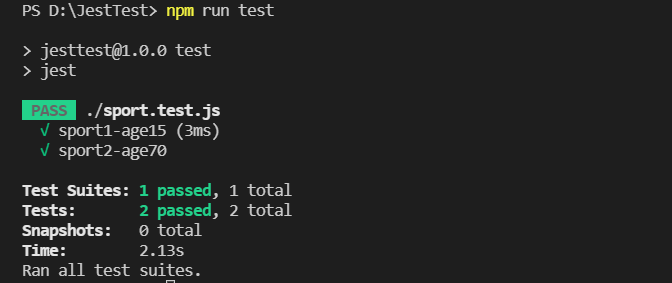 PS D:\JestTest> npm run test
> jesttest@1.0.0 test
> jest
PASS ./sport.test.js
√ sport1-age15 (3ms)
√ sport2-age70
Test Suites: 1 passed, 1 total
Tests: 2 passed, 2 total
Snapshots: 0 total
Time: 2.13s
Ran all test suites.